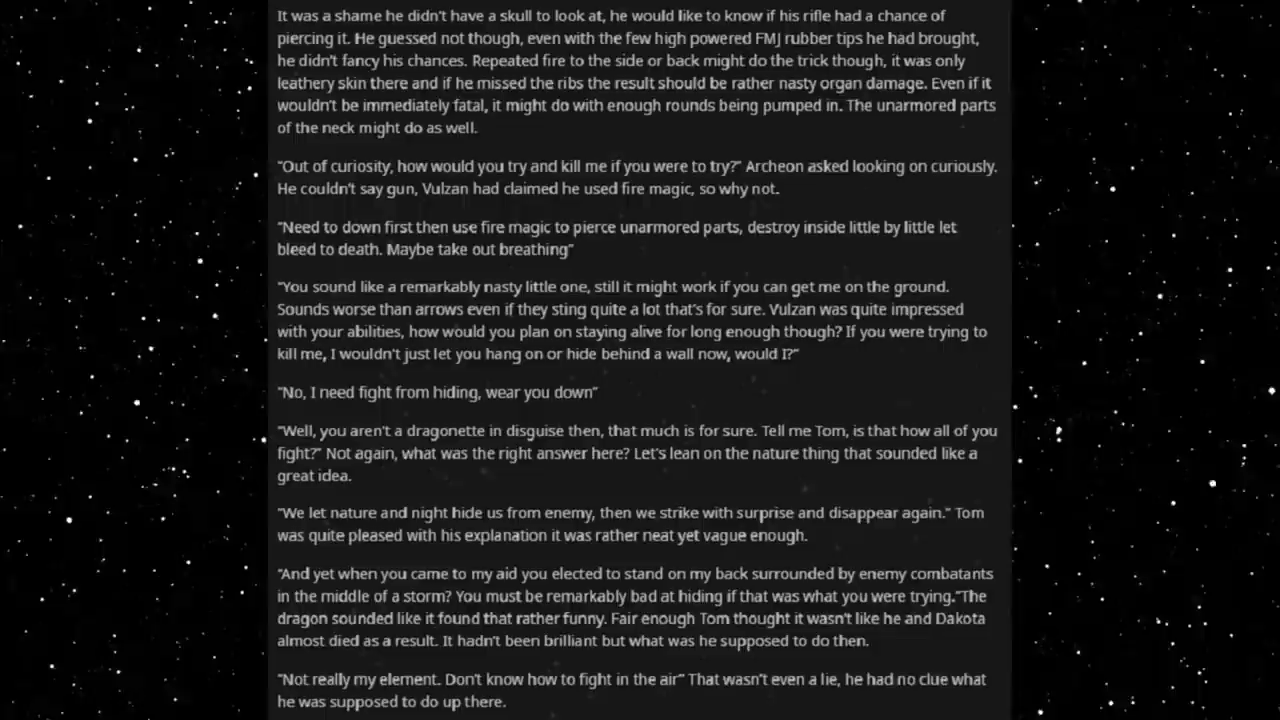 It was a shame he didn't have a skull to look at, he would like to know if his rifle had a chance of
piercing it. He guessed not though, even with the few high powered FMJ rubber tips he had brought,
he didn't fancy his chances. Repeated fire to the side or back might do the trick though, it was only
leathery skin there and if he missed the ribs the result should be rather nasty organ damage. Even if it
wouldn't be immediately fatal, it might do with enough rounds being pumped in. The unarmored parts
of the neck might do as well.
"Out of curiosity, how would you try and kill me if you were to try?" Archeon asked looking on curiously.
He couldn't say gun, Vulzan had claimed he used fire magic, so why not.
"Need to down first then use fire magic to pierce unarmored parts, destroy inside little by little let
bleed to death. Maybe take out breathing"
"You sound like a remarkably nasty little one, still it might work if you can get me on the ground.
Sounds worse than arrows even if they sting quite a lot that's for sure. Vulzan was quite impressed
with your abilities, how would you plan on staying alive for long enough though? If you were trying to
kill me, I wouldn't just let you hang on or hide behind a wall now, would I?"
"No, I need fight from hiding, wear you down"
"Well, you aren't a dragonette in disguise then, that much is for sure. Tell me Tom, is that how all of you
fight?" Not again, what was the right answer here? Let's lean on the nature thing that sounded like a
great idea.
"We let nature and night hide us from enemy, then we strike with surprise and disappear again." Tom
was quite pleased with his explanation it was rather neat yet vague enough.
"And yet when you came to my aid you elected to stand on my back surrounded by enemy combatants
in the middle of a storm? You must be remarkably bad at hiding if that was what you were trying."The
dragon sounded like it found that rather funny. Fair enough Tom thought it wasn't like he and Dakota
almost died as a result. It hadn't been brilliant but what was he supposed to do then.
"Not really my element. Don't know how to fight in the air" That wasn't even a lie, he had no clue what
he was supposed to do up there.